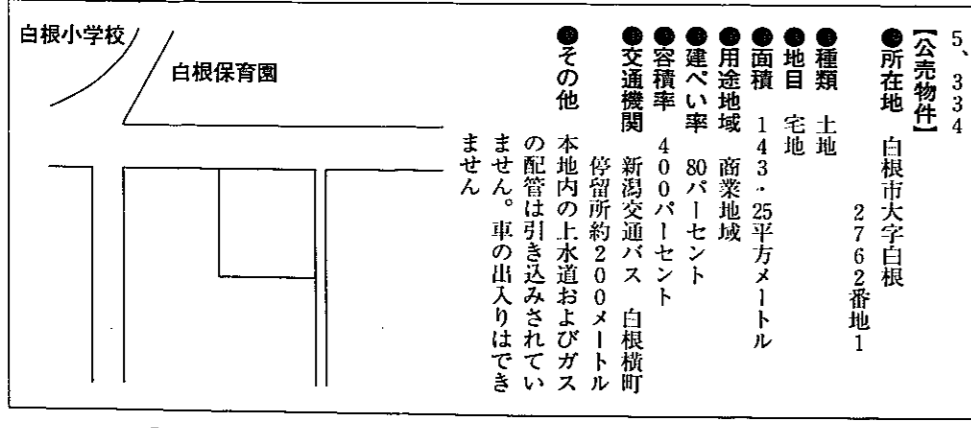 5、334
【公売物件】
●所在地 白根市大字白根
2762番地1
●種類 土地
●地目 宅地
●面積 143・25平方メートル
●用途地域 商業地域
●建ぺい率 80パーセント
●容積率 400パーセント
●交通機関 新潟交通バス 白根横町
停留所約200メートル
●その他 本地内の上水道およびガス
の配管は引き込みされてい
ません。車の出入りはでき
ません
白根保育園
白根小学校